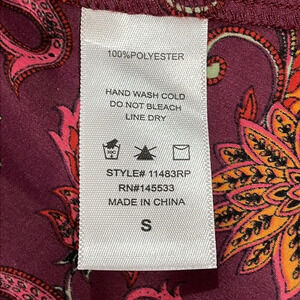 100%POLYESTER
HAND WASH COLD
DO NOT BLEACH
LINE DRY
STYLE# 11483RP
RN#145533
MADE IN CHINA
S